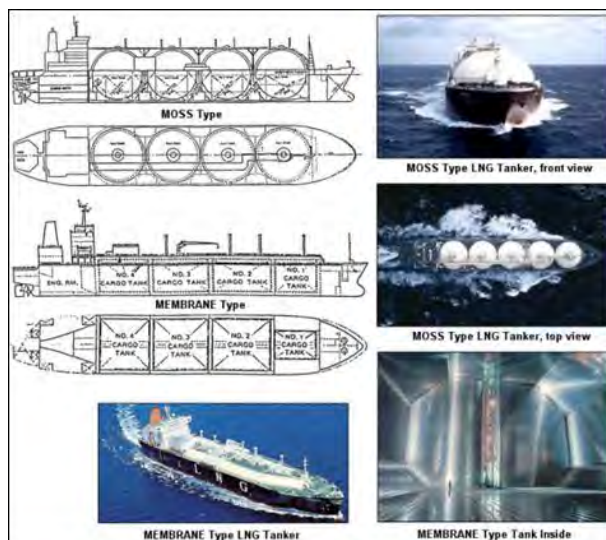 MOSS Type
MOSS Type LNG Tanker, front view
ENG. RM.
NO. 4
CARGO TANK
NO. 3
CARGO TANK
NO. 2
CARGO TANK
NO. 1
CARGO
TANK
MEMBRANE Type
MOSS Type LNG Tanker, top view
NO. 4
CARGO
TANK
NO. 3
CARGO
TANK
NO. 2
CARGO
TANK
NO. 1
CARGO
TANK
LNG
MEMBRANE Type LNG Tanker
MEMBRANE Type Tank Inside